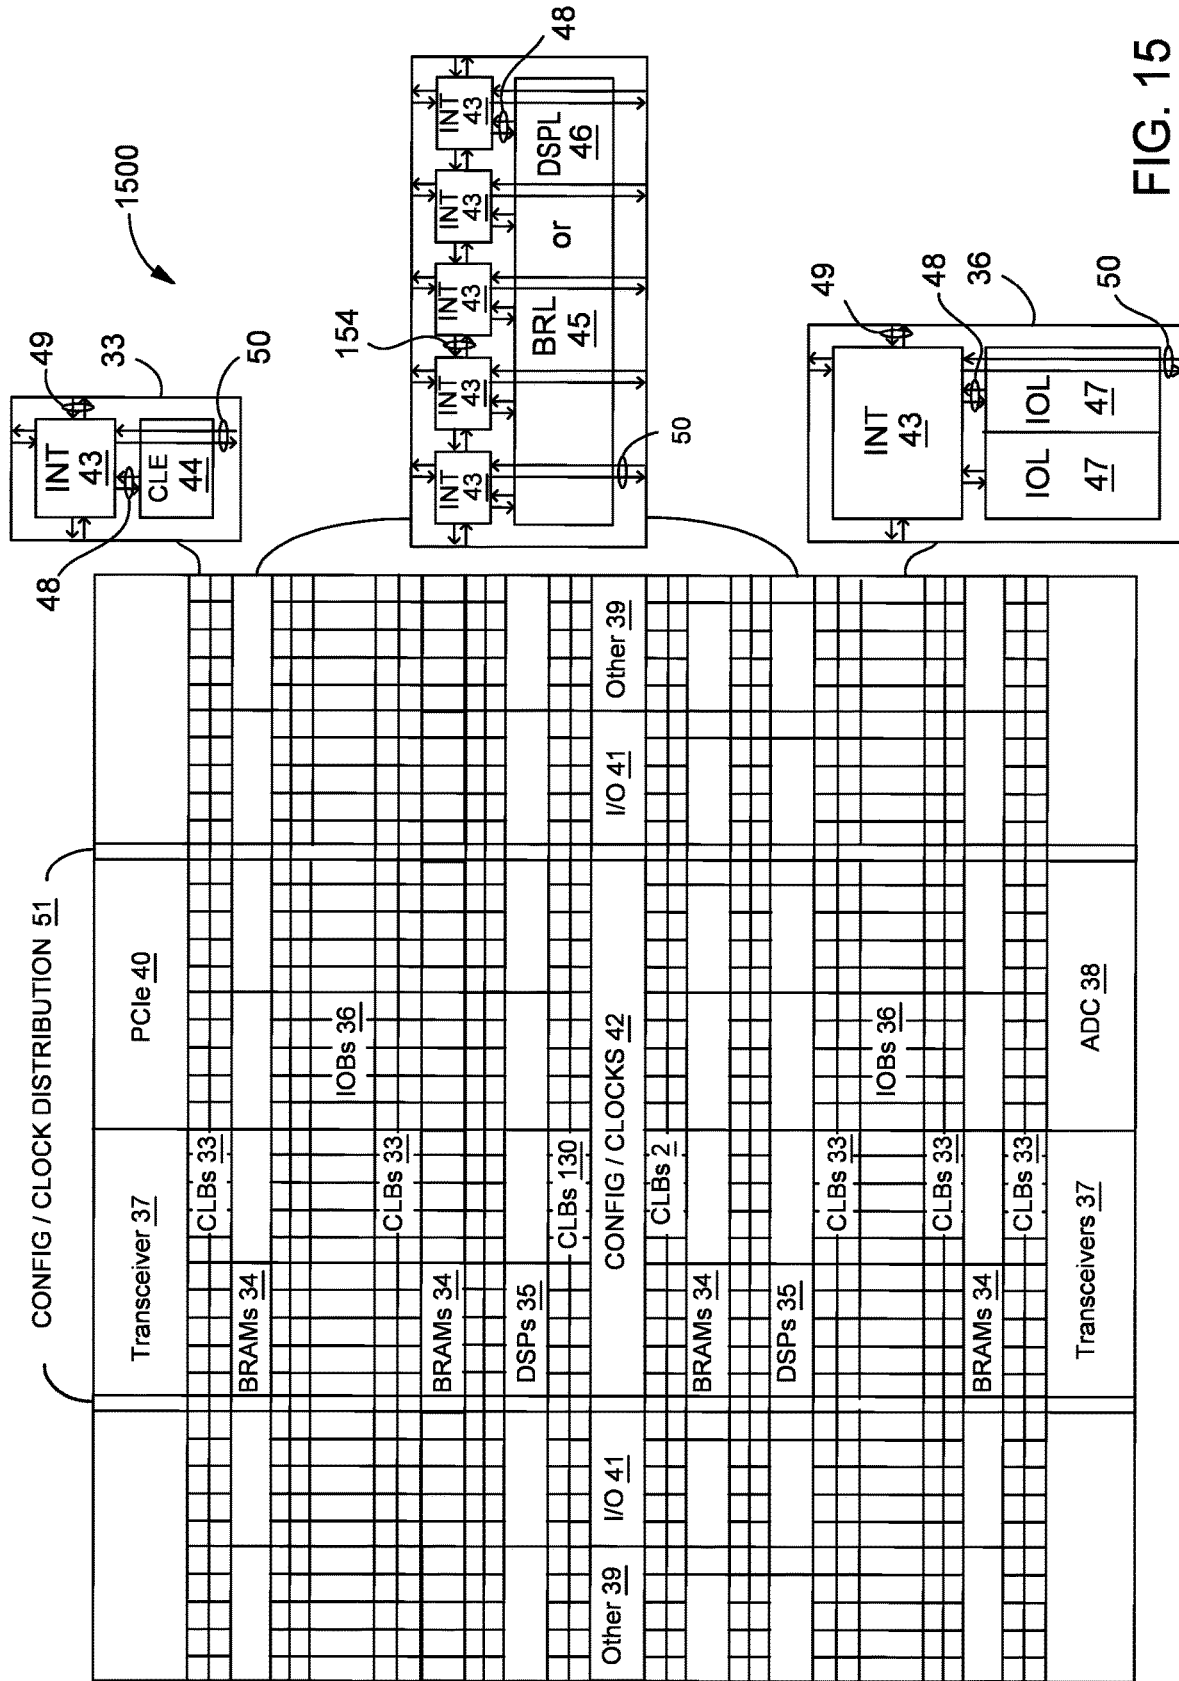 CONFIG / CLOCK DISTRIBUTION 51
Transceiver 37
PCIe 40
CLBs 33
BRAMs 34
IOBs 36
CLBs 33
BRAMs 34
DSPs 35
CLBs 130
Other 39
I/O 41
CONFIG / CLOCKS 42
I/O 41
Other 39
CLBs 2
BRAMs 34
DSPs 35
CLBs 33
IOBs 36
CLBs 33
BRAMs 34
CLBs 33
Transceivers 37
ADC 38
1500
48
49
33
INT 43
CLE 44
50
154
48
INT 43
INT 43
INT 43
INT 43
INT 43
BRL 45
or
DSPL 46
50
49
48
36
INT 43
IOL 47
IOL 47
50
FIG. 15